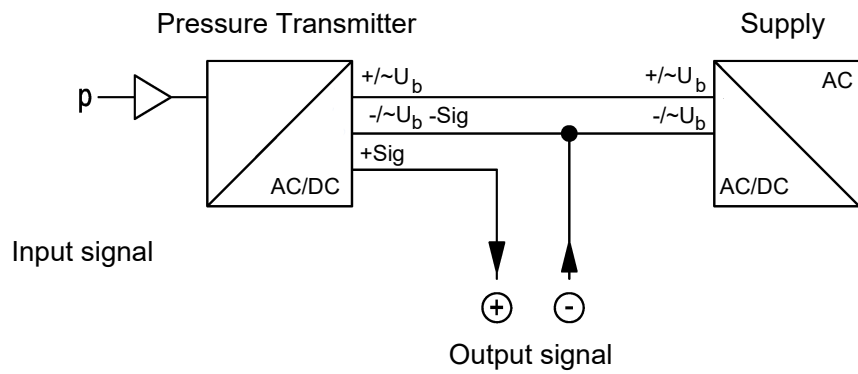 Pressure Transmitter
Supply
+/~Ub
+/~Ub
AC
p
-/~Ub -Sig
-/~Ub
+Sig
AC/DC
AC/DC
Input signal
+
-
Output signal